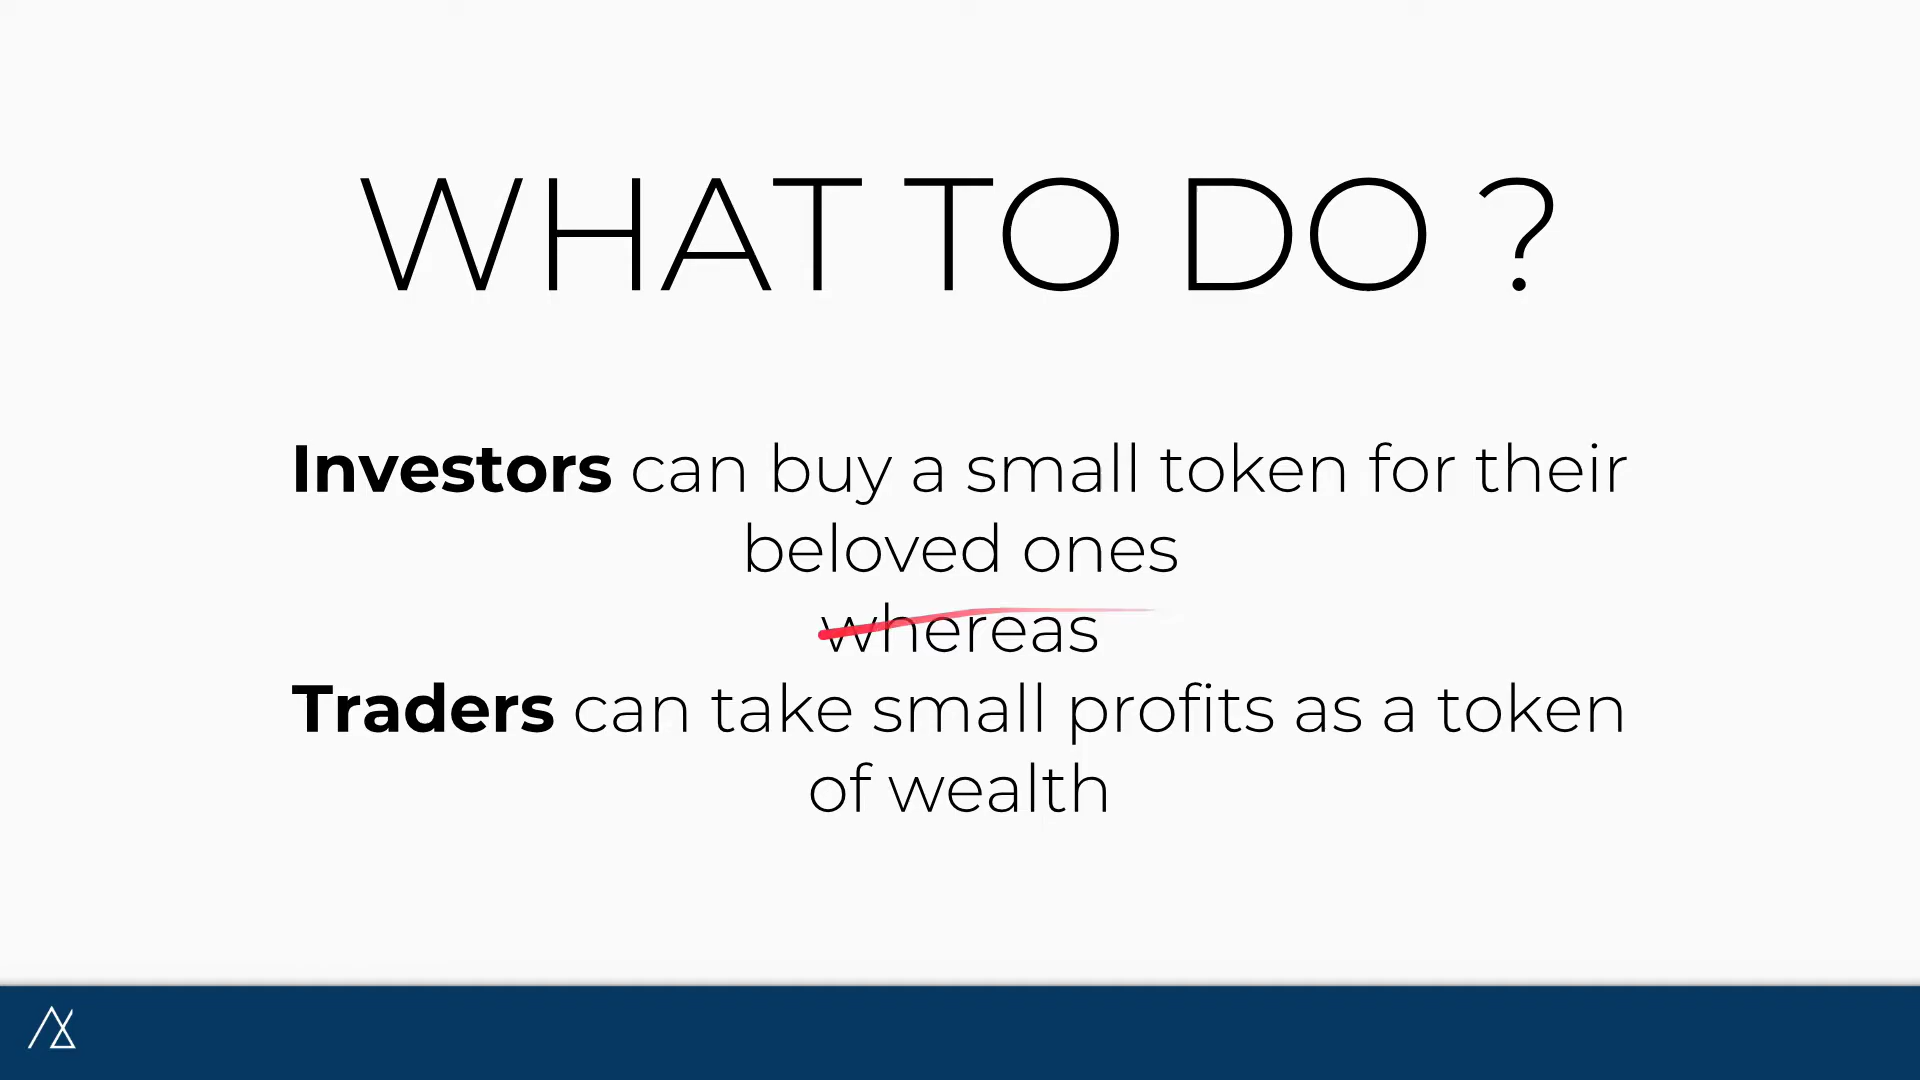 WHAT TO DO ?
Investors can buy a small token for their
beloved ones
whereas
Traders can take small profits as a token
of wealth